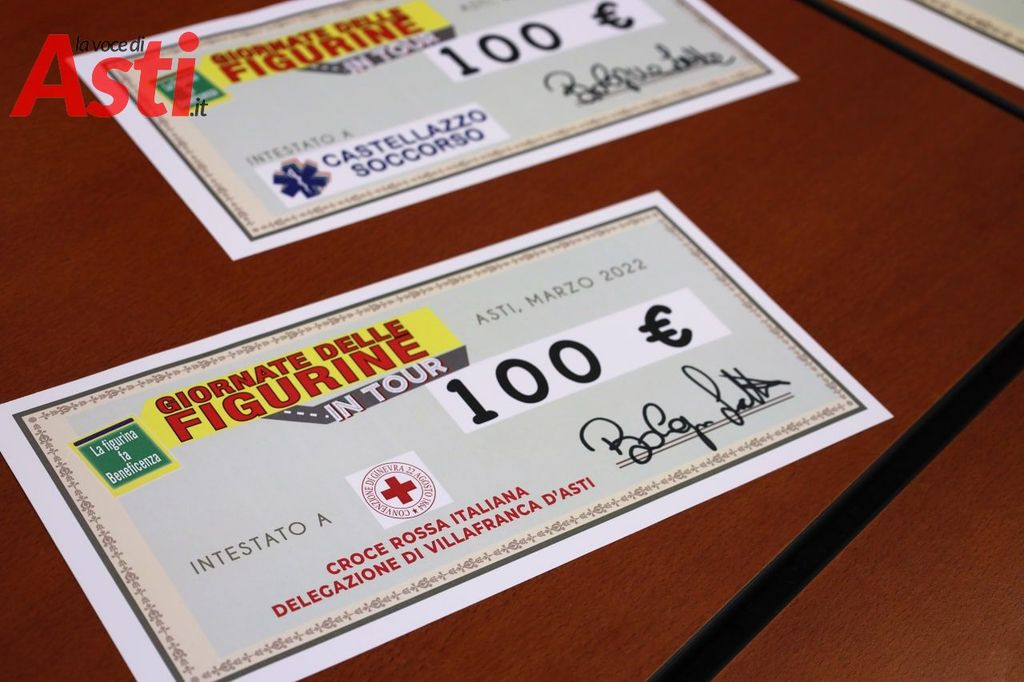 la voce di
Asti.it
GIORNATE DELLE
FIGURINE
IN TOUR
100 €
INTESTATO A
CASTELLAZZO
SOCCORSO
ASTI, MARZO 2022
GIORNATE DELLE
FIGURINE
IN TOUR
100 €
La figurina
fa
Beneficenza
INTESTATO A
CONVENZIONE DI GINEVRA 22 AGOSTO 1864
CROCE ROSSA ITALIANA
DELEGAZIONE DI VILLAFRANCA D'ASTI